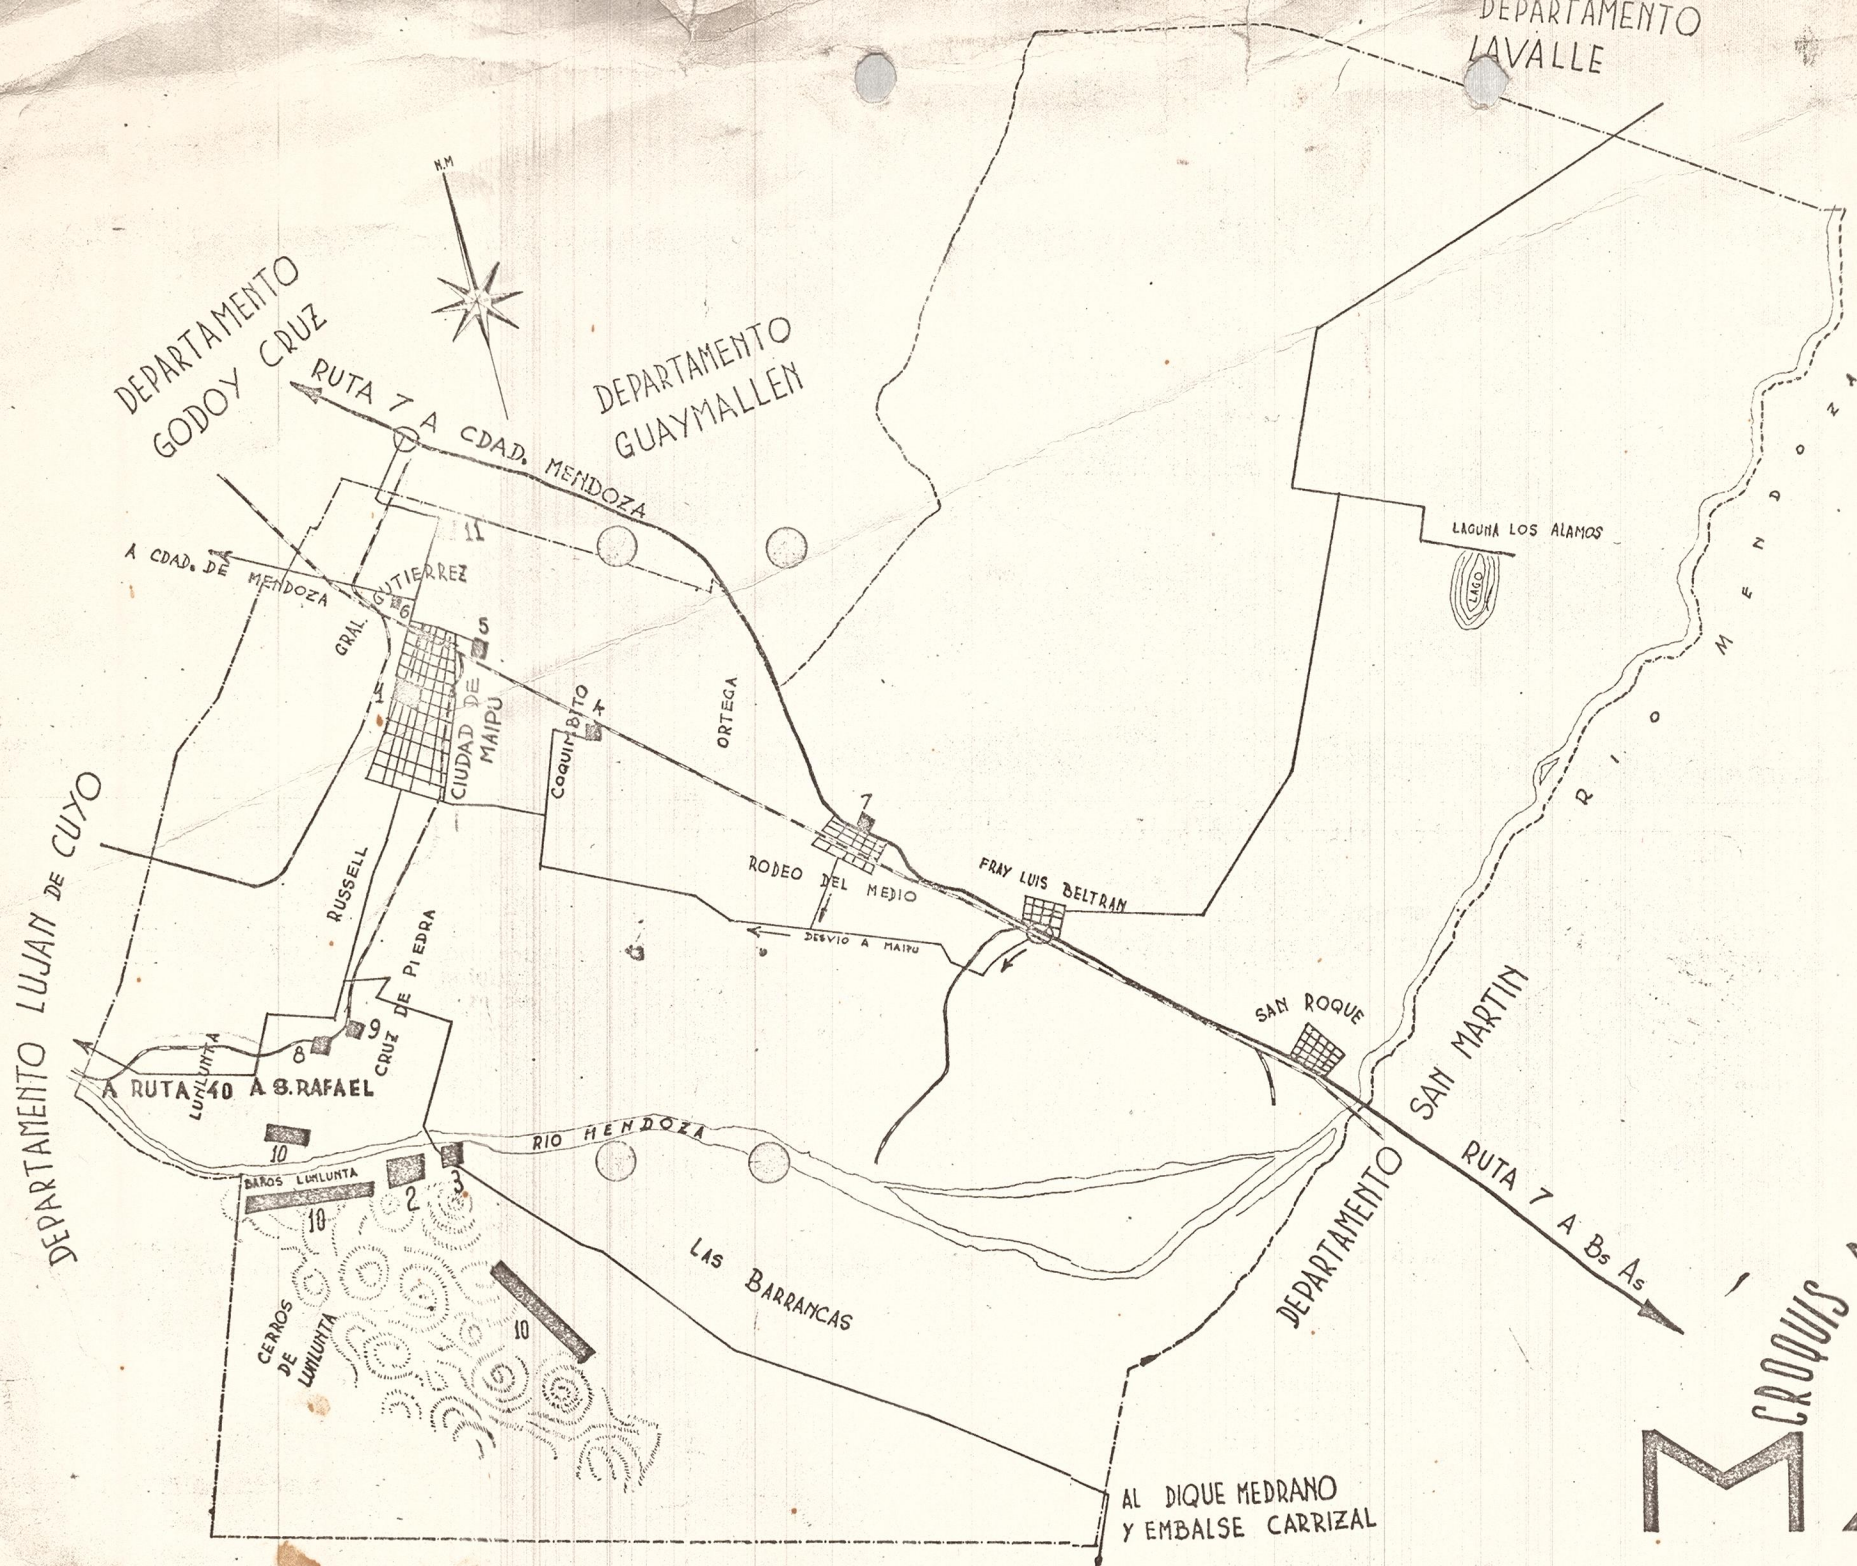 DEPARTAMENTO
LAVALLE
N.M
DEPARTAMENTO
GODOY CRUZ
RUTA 7 A CDAD. MENDOZA
DEPARTAMENTO
GUAYMALLEN
11
A CDAD. DE MENDOZA
GRAL. GUTIERREZ
6
5
1
CIUDAD DE
MAIPU
4
COQUIMBITO
ORTEGA
LAGUNA LOS ALAMOS
LAGO
RIO MENDOZA
7
RODEO DEL MEDIO
FRAY LUIS BELTRAN
DESVIO A MAIPU
DEPARTAMENTO LUJAN DE CUYO
RUSSELL
CRUZ DE PIEDRA
SAN ROQUE
9
8
LUNLUNTA
A RUTA 40 A S. RAFAEL
DEPARTAMENTO SAN MARTIN
RUTA 7 A Bs As
10
RIO MENDOZA
BAÑOS LUNLUNTA
2
3
10
LAS BARRANCAS
10
CERROS
DE
LUNLUNTA
AL DIQUE MEDRANO
Y EMBALSE CARRIZAL
CROQUIS
M